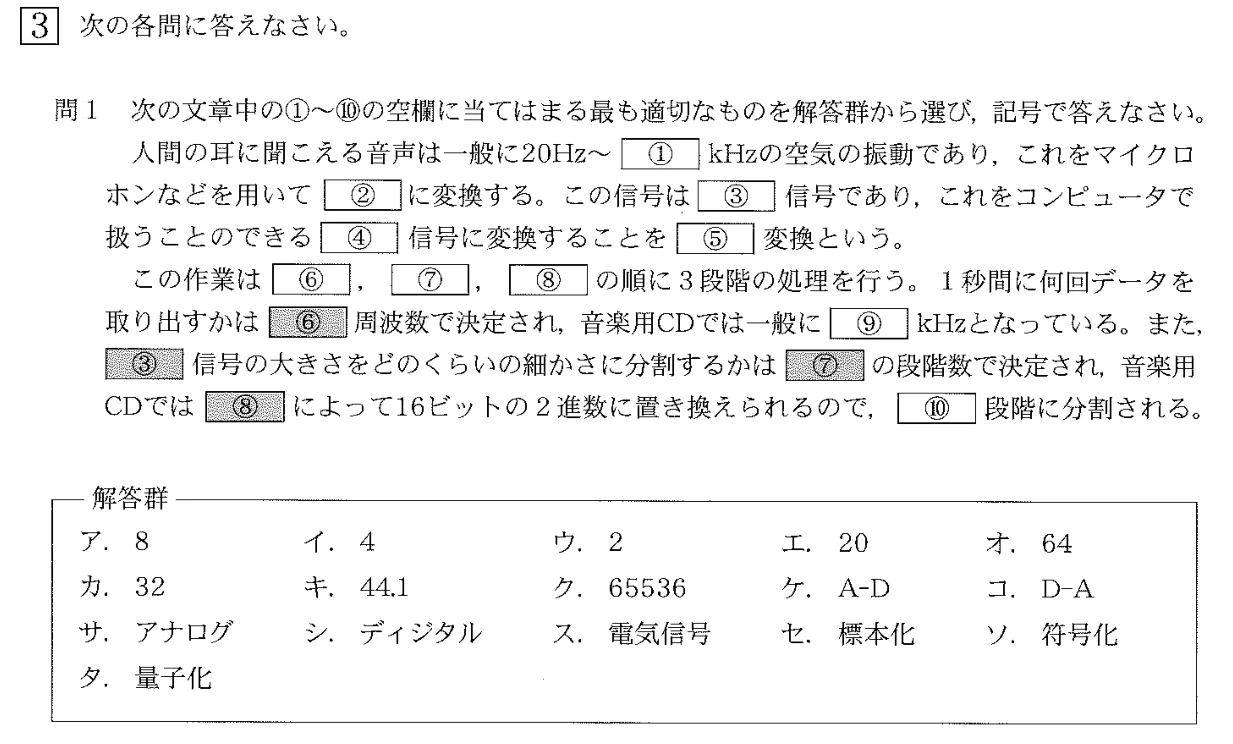 3 次の各問に答えなさい。
問1 次の文章中の①～⑩の空欄に当てはまる最も適切なものを解答群から選び，記号で答えなさい。
人間の耳に聞こえる音声は一般に20Hz～ ① kHzの空気の振動であり，これをマイクロ
ホンなどを用いて ② に変換する。この信号は ③ 信号であり，これをコンピュータで
扱うことのできる ④ 信号に変換することを ⑤ 変換という。
この作業は ⑥ ， ⑦ ， ⑧ の順に3段階の処理を行う。1秒間に何回データを
取り出すかは ⑥ 周波数で決定され，音楽用CDでは一般に ⑨ kHzとなっている。また，
③ 信号の大きさをどのくらいの細かさに分割するかは ⑦ の段階数で決定され，音楽用
CDでは ⑧ によって16ビットの2進数に置き換えられるので， ⑩ 段階に分割される。
解答群
ア． 8 イ． 4 ウ． 2 エ． 20 オ． 64
カ． 32 キ． 44.1 ク． 65536 ケ． A-D コ． D-A
サ． アナログ シ． ディジタル ス． 電気信号 セ． 標本化 ソ． 符号化
タ． 量子化